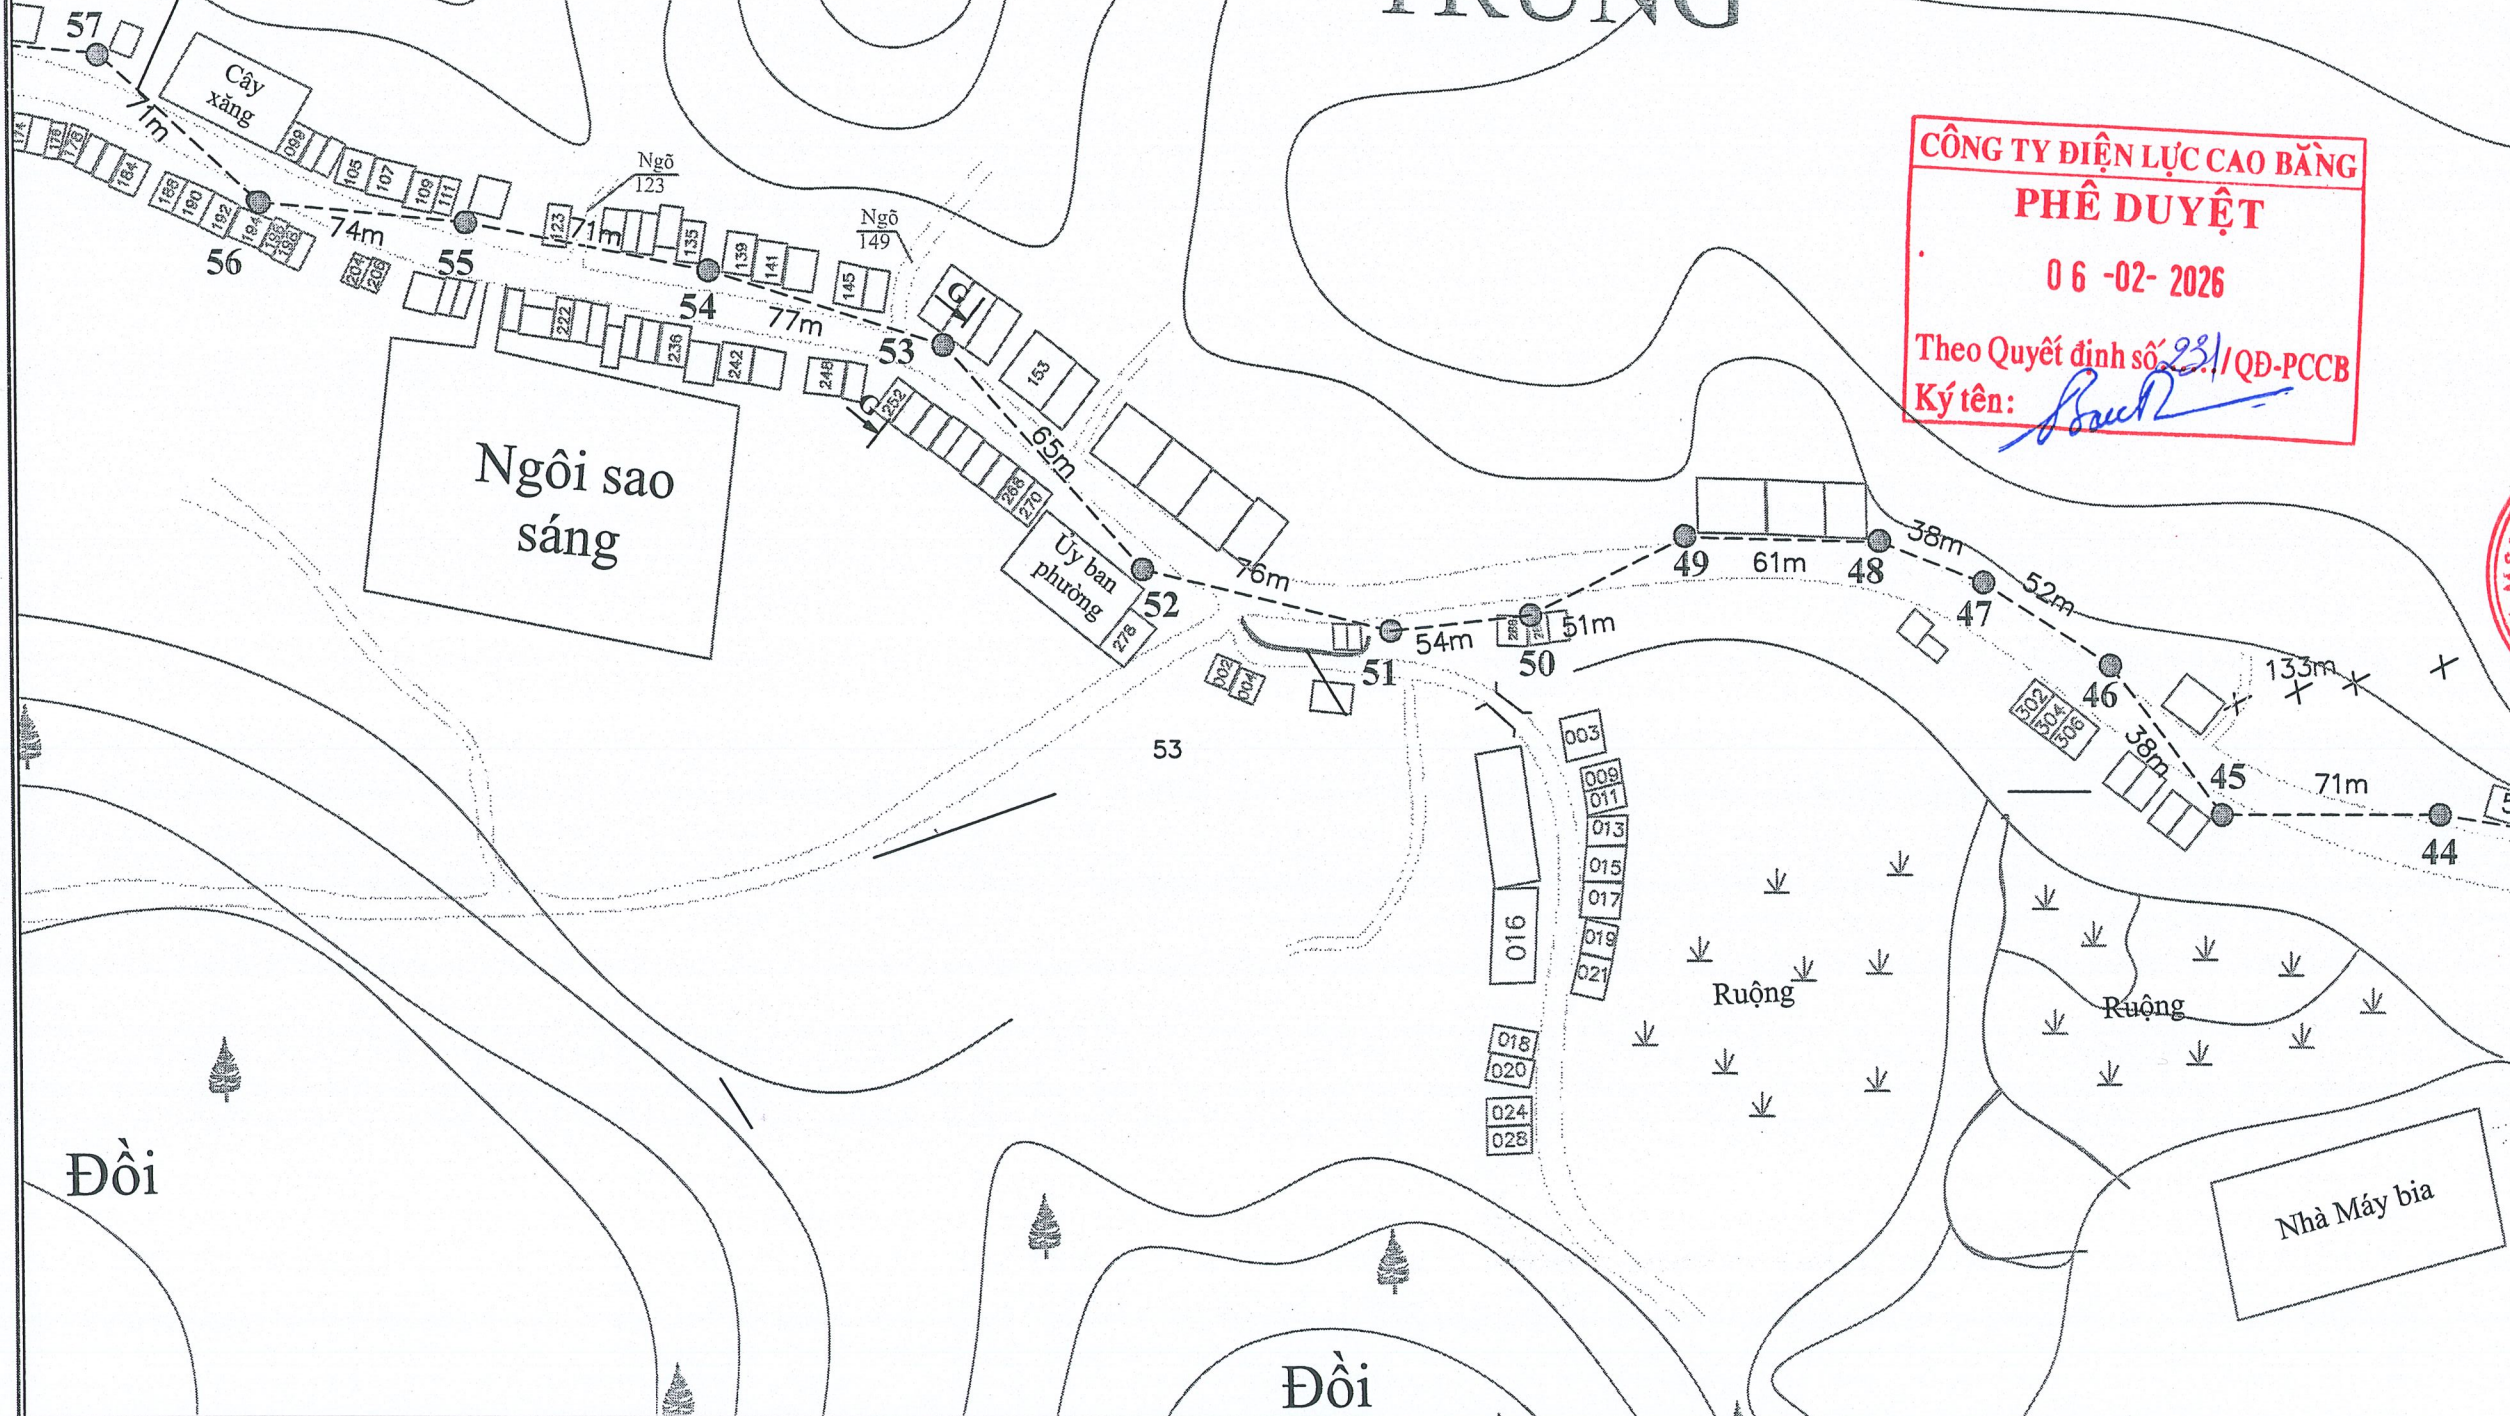 TRUNG
57
71m
Cây
xăng
099
105
107
109
111
176
178
184
188
190
192
194
196
198
56
74m
204
206
55
123
Ngõ
123
71m
135
54
139
141
77m
145
Ngõ
149
G
53
222
236
242
248
G
252
153
65m
268
270
Ngôi sao
sáng
Ủy ban
phường
278
52
76m
002
004
51
54m
50
51m
49
61m
48
38m
47
52m
46
133m
302
304
306
38m
45
71m
44
53
003
009
011
013
015
017
019
021
016
018
020
024
028
Ruộng
Ruộng
Nhà Máy bia
Đồi
Đồi
CÔNG TY ĐIỆN LỰC CAO BẰNG
PHÊ DUYỆT
06 -02- 2026
Theo Quyết định số 231/QĐ-PCCB
Ký tên: